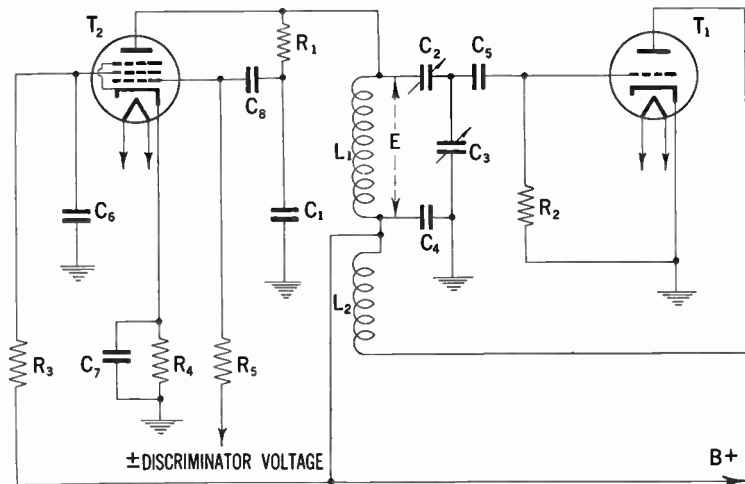 T2
R1
C8
C2
C5
T1
L1
E
C3
C6
C1
C4
R2
L2
R3
C7
R4
R5
±DISCRIMINATOR VOLTAGE
B+